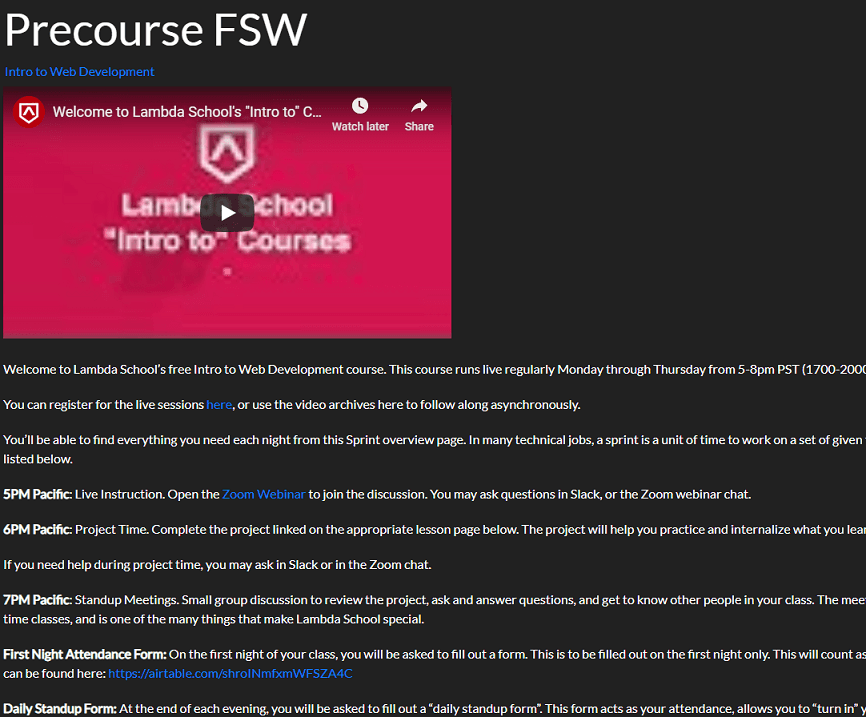 Precourse FSW
Intro to Web Development
Welcome to Lambda School's "Intro to" C...
Watch later
Share
Lambda School
"Intro to" Courses
Welcome to Lambda School’s free Intro to Web Development course. This course runs live regularly Monday through Thursday from 5-8pm PST (1700-2000
You can register for the live sessions here, or use the video archives here to follow along asynchronously.
You’ll be able to find everything you need each night from this Sprint overview page. In many technical jobs, a sprint is a unit of time to work on a set of given
listed below.
5PM Pacific: Live Instruction. Open the Zoom Webinar to join the discussion. You may ask questions in Slack, or the Zoom webinar chat.
6PM Pacific: Project Time. Complete the project linked on the appropriate lesson page below. The project will help you practice and internalize what you
If you need help during project time, you may ask in Slack or in the Zoom chat.
7PM Pacific: Standup Meetings. Small group discussion to review the project, ask and answer questions, and get to know other people in your class. The
time classes, and is one of the many things that make Lambda School special.
First Night Attendance Form: On the first night of your class, you will be asked to fill out a form. This is to be filled out on the first night only. This will count as
can be found here: https://airtable.com/shroINmfxmWFSZA4C
Daily Standup Form: At the end of each evening, you will be asked to fill out a “daily standup form”. This form acts as your attendance, allows you to “turn in”